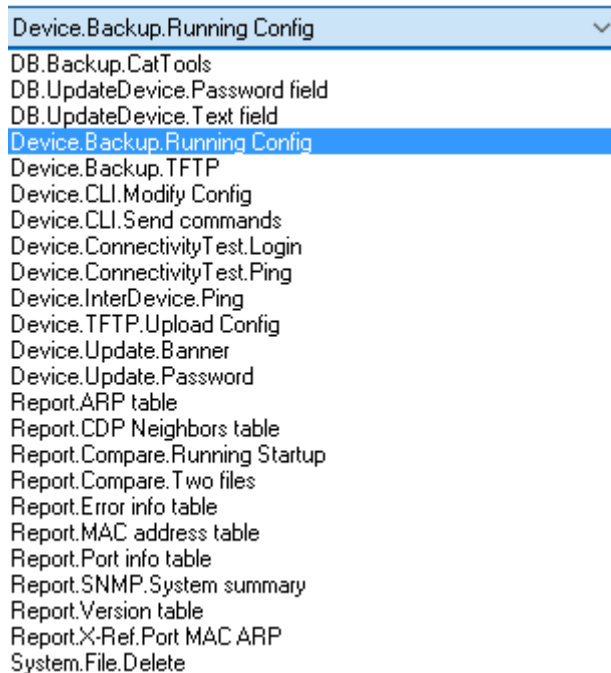 Device.Backup.Running Config
DB.Backup.CatTools
DB.UpdateDevice.Password field
DB.UpdateDevice.Text field
Device.Backup.Running Config
Device.Backup.TFTP
Device.CLI.Modify Config
Device.CLI.Send commands
Device.ConnectivityTest.Login
Device.ConnectivityTest.Ping
Device.InterDevice.Ping
Device.TFTP.Upload Config
Device.Update.Banner
Device.Update.Password
Report.ARP table
Report.CDP Neighbors table
Report.Compare.Running Startup
Report.Compare.Two files
Report.Error info table
Report.MAC address table
Report.Port info table
Report.SNMP.System summary
Report.Version table
Report.X-Ref.Port MAC ARP
System.File.Delete